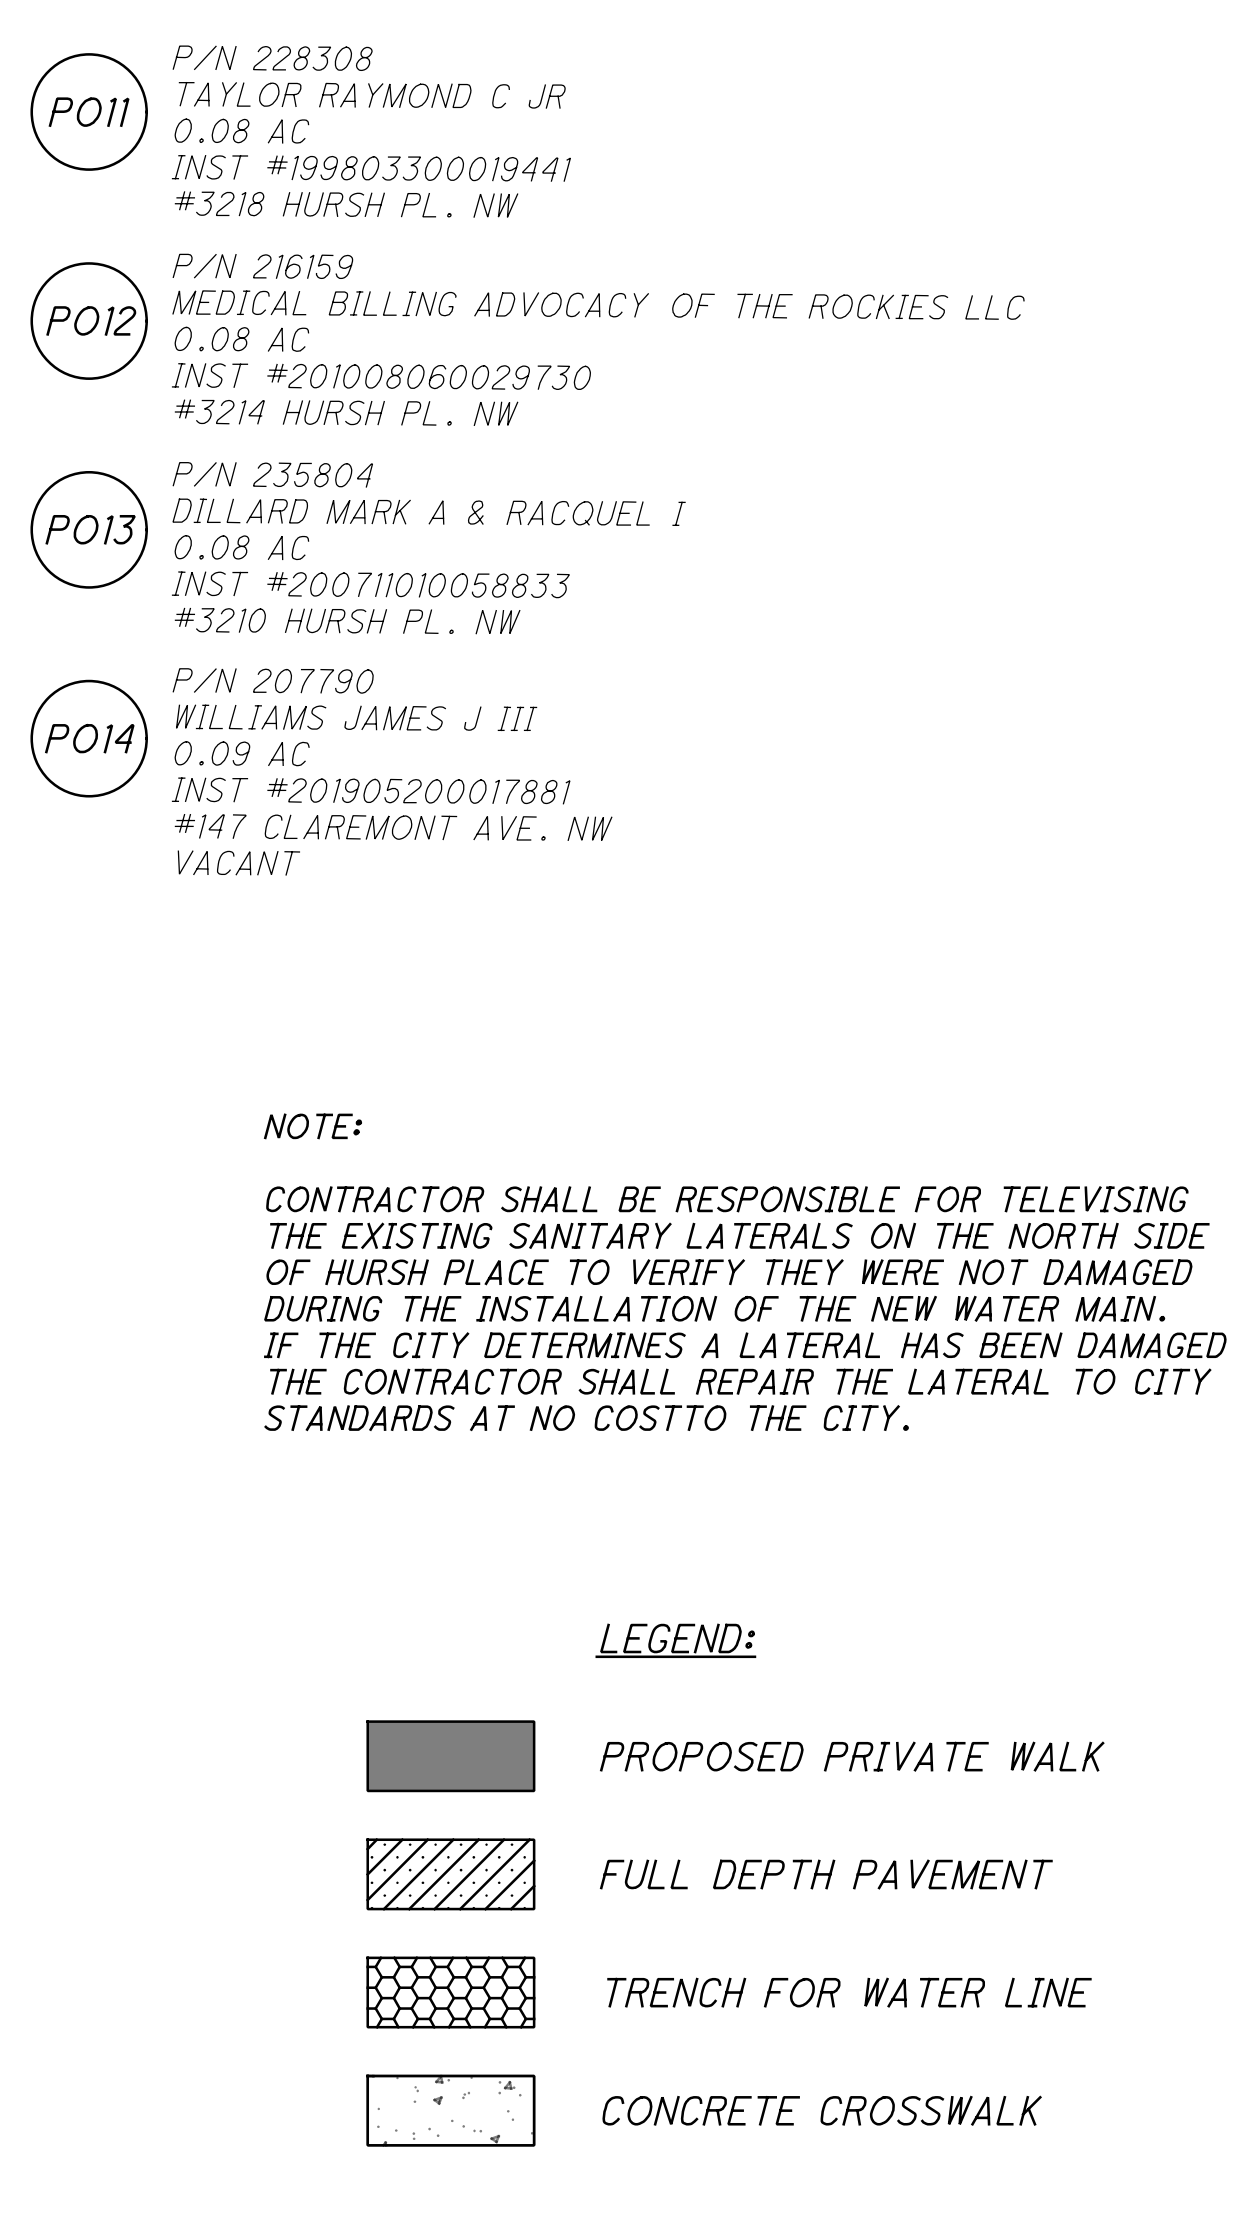 PO11
P/N 228308
TAYLOR RAYMOND C JR
0.08 AC
INST #199803300019441
#3218 HURSH PL. NW
PO12
P/N 216159
MEDICAL BILLING ADVOCACY OF THE ROCKIES LLC
0.08 AC
INST #201008060029730
#3214 HURSH PL. NW
PO13
P/N 235804
DILLARD MARK A & RACQUEL I
0.08 AC
INST #200711010058833
#3210 HURSH PL. NW
PO14
P/N 207790
WILLIAMS JAMES J III
0.09 AC
INST #201905200017881
#147 CLAREMONT AVE. NW
VACANT
NOTE:
CONTRACTOR SHALL BE RESPONSIBLE FOR TELEVISING
THE EXISTING SANITARY LATERALS ON THE NORTH SIDE
OF HURSH PLACE TO VERIFY THEY WERE NOT DAMAGED
DURING THE INSTALLATION OF THE NEW WATER MAIN.
IF THE CITY DETERMINES A LATERAL HAS BEEN DAMAGED
THE CONTRACTOR SHALL REPAIR THE LATERAL TO CITY
STANDARDS AT NO COSTTO THE CITY.
LEGEND:
PROPOSED PRIVATE WALK
FULL DEPTH PAVEMENT
TRENCH FOR WATER LINE
CONCRETE CROSSWALK